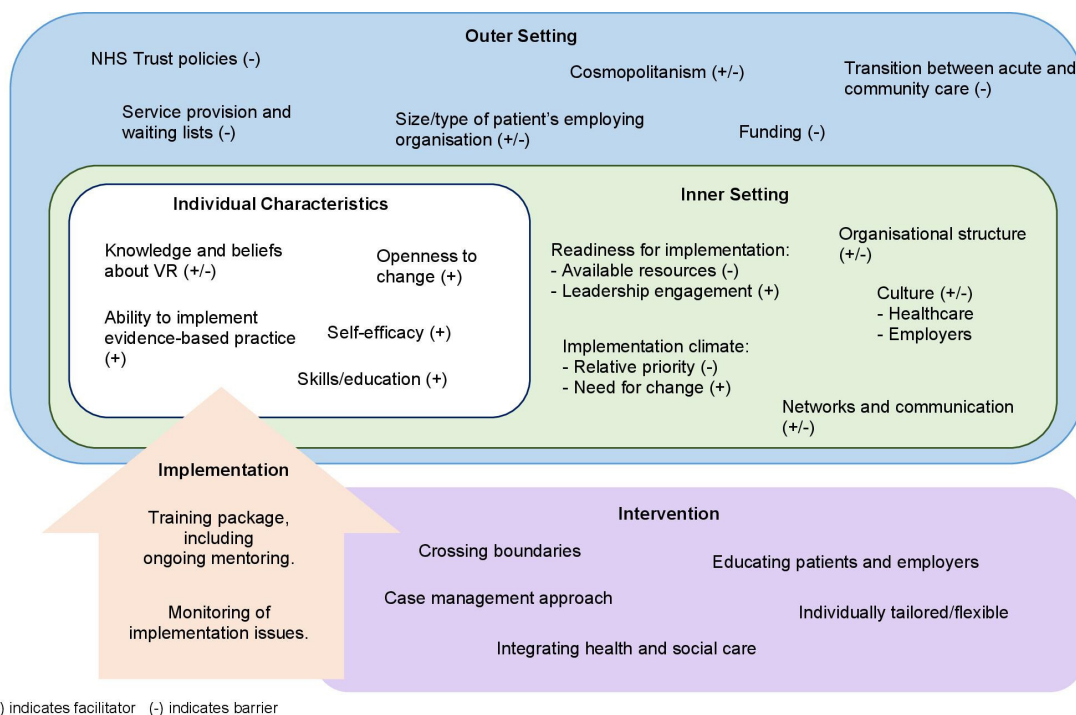 Outer Setting
NHS Trust policies (-)
Cosmopolitanism (+/-)
Transition between acute and
community care (-)
Service provision and
waiting lists (-)
Size/type of patient's employing
organisation (+/-)
Funding (-)
Individual Characteristics
Knowledge and beliefs
about VR (+/-)
Openness to
change (+)
Ability to implement
evidence-based practice
(+)
Self-efficacy (+)
Skills/education (+)
Inner Setting
Readiness for implementation:
- Available resources (-)
- Leadership engagement (+)
Organisational structure
(+/-)
Culture (+/-)
- Healthcare
- Employers
Implementation climate:
- Relative priority (-)
- Need for change (+)
Networks and communication
(+/-)
Implementation
Training package,
including
ongoing mentoring.
Monitoring of
implementation issues.
Intervention
Crossing boundaries
Educating patients and employers
Case management approach
Individually tailored/flexible
Integrating health and social care
) indicates facilitator (-) indicates barrier